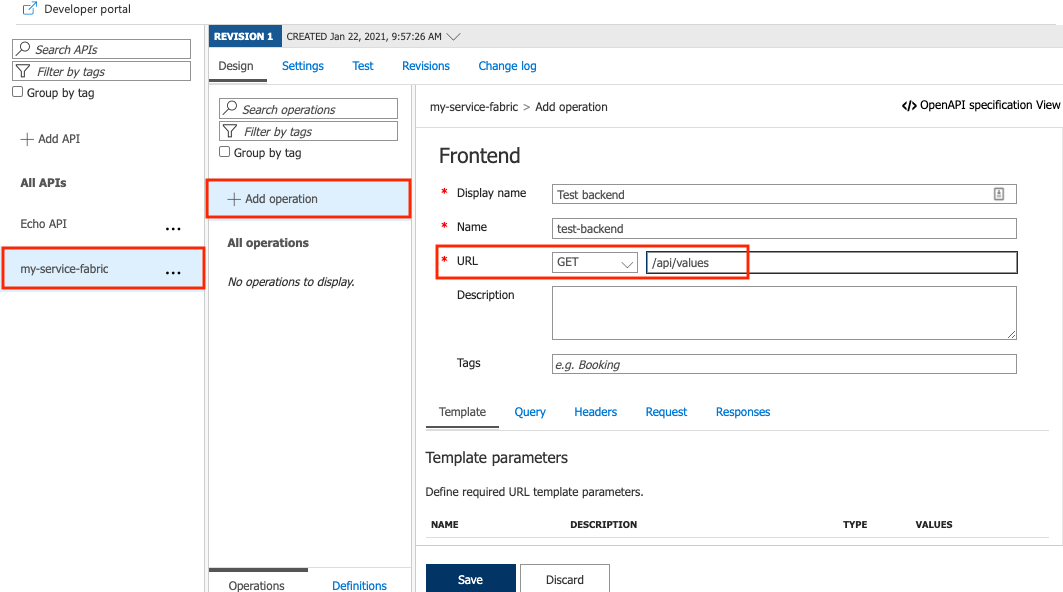 Developer portal
Search APIs
Filter by tags
Group by tag
Add API
All APIs
Echo API
...
my-service-fabric
...
REVISION 1 CREATED Jan 22, 2021, 9:57:26 AM
Design Settings Test Revisions Change log
Search operations
Filter by tags
Group by tag
Add operation
All operations
No operations to display.
Operations Definitions
my-service-fabric > Add operation
</> OpenAPI specification View
Frontend
* Display name Test backend
* Name test-backend
* URL GET /api/values
Description
Tags e.g. Booking
Template Query Headers Request Responses
Template parameters
Define required URL template parameters.
NAME DESCRIPTION TYPE VALUES
Save Discard